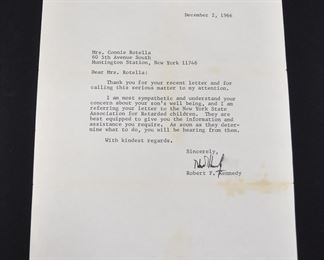 December 2, 1966
Mrs. Connie Rotella
60 5th Avenue South
Huntington Station, New York 11746
Dear Mrs. Rotella:
Thank you for your recent letter and for
calling this serious matter to my attention.
I am most sympathetic and understand your
concern about your son's well being, and I am
referring your letter to the New York State
Association for Retarded children. They are
best equipped to give you the information and
assistance you require. As soon as they deter-
mine what to do, you will be hearing from them.
With kindest regards.
Sincerely,
Robert F. Kennedy